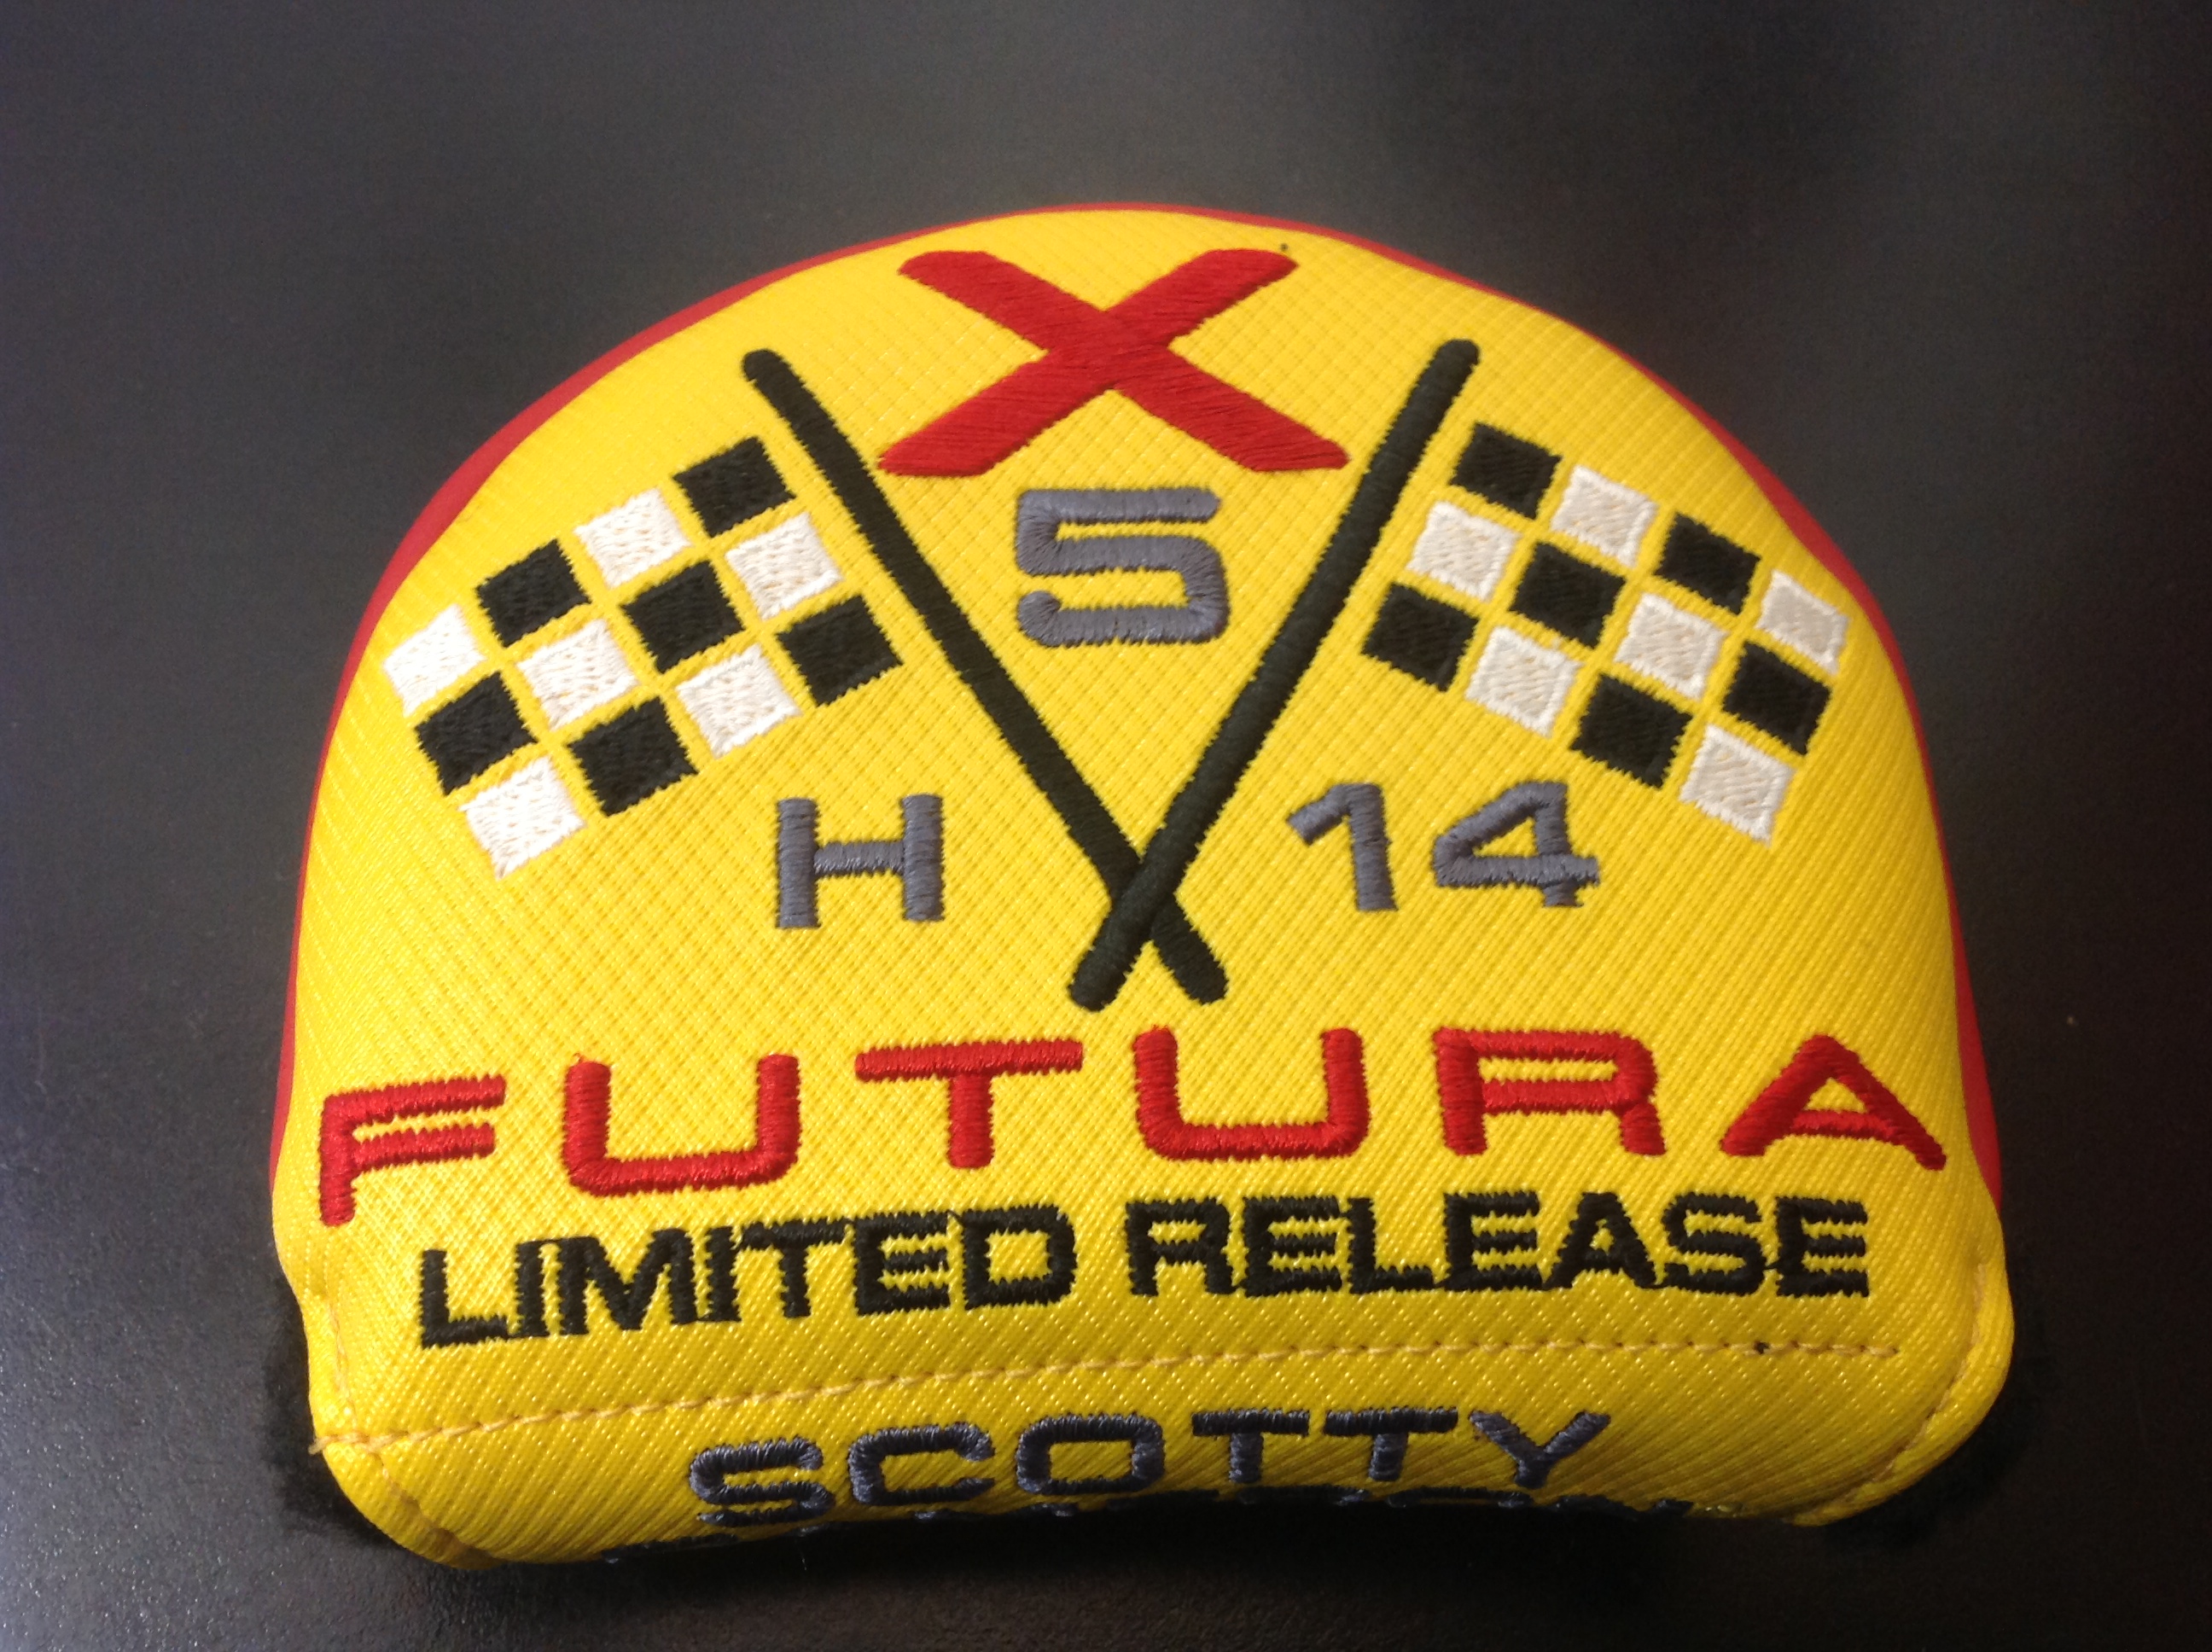 X
5
H 14
FUTURA
LIMITED RELEASE
SCOTTY